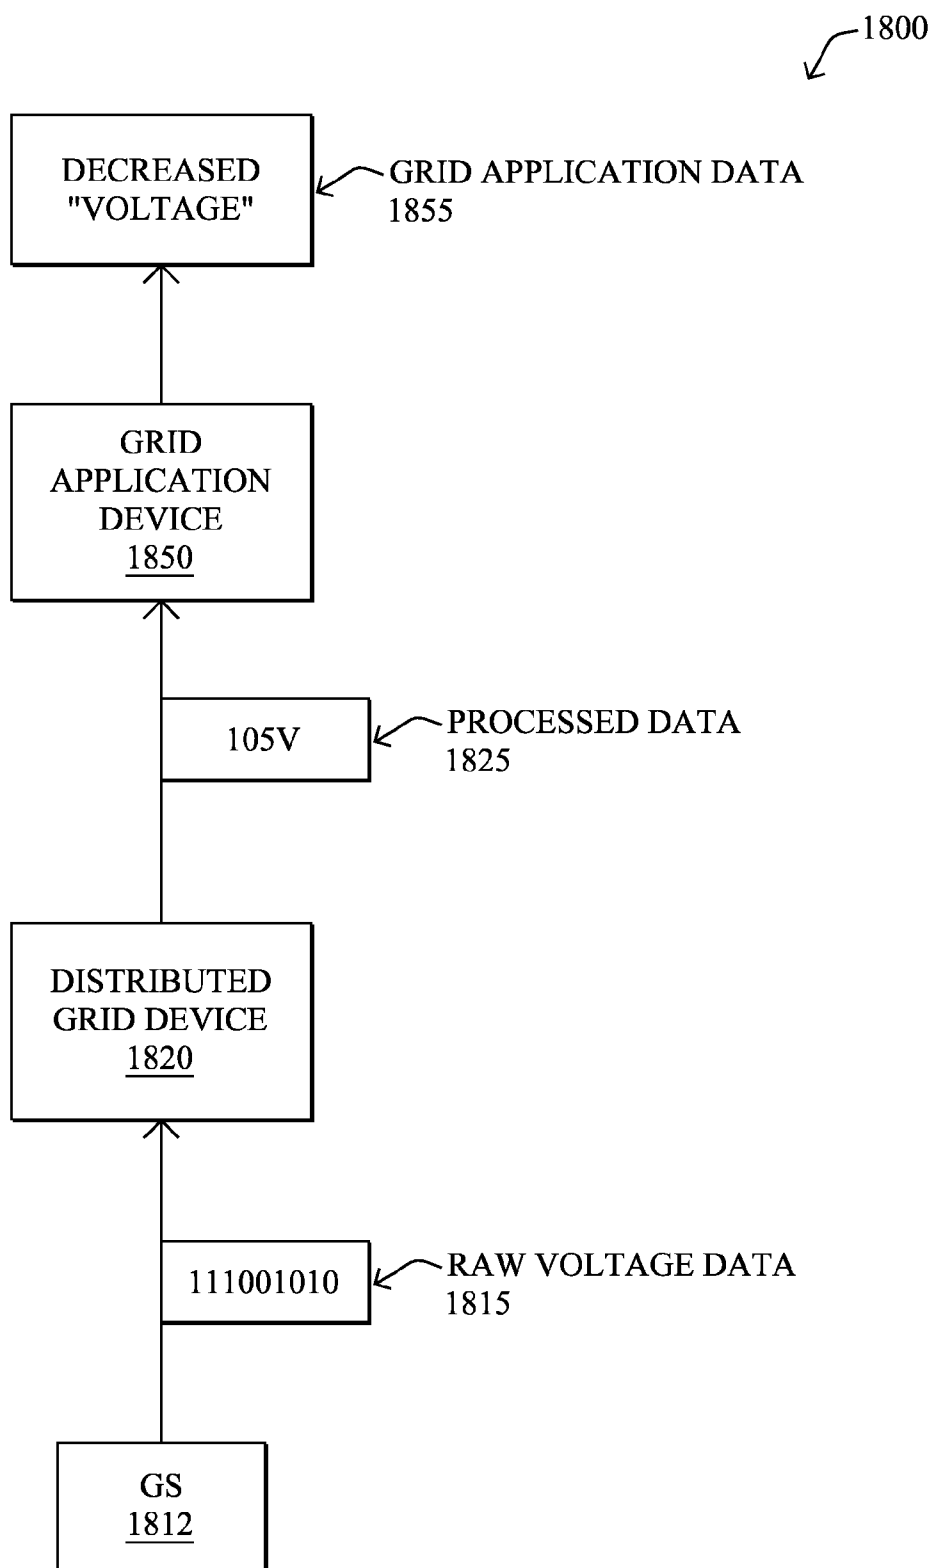 1800
DECREASED
"VOLTAGE"
GRID APPLICATION DATA
1855
GRID
APPLICATION
DEVICE
1850
105V
PROCESSED DATA
1825
DISTRIBUTED
GRID DEVICE
1820
111001010
RAW VOLTAGE DATA
1815
GS
1812